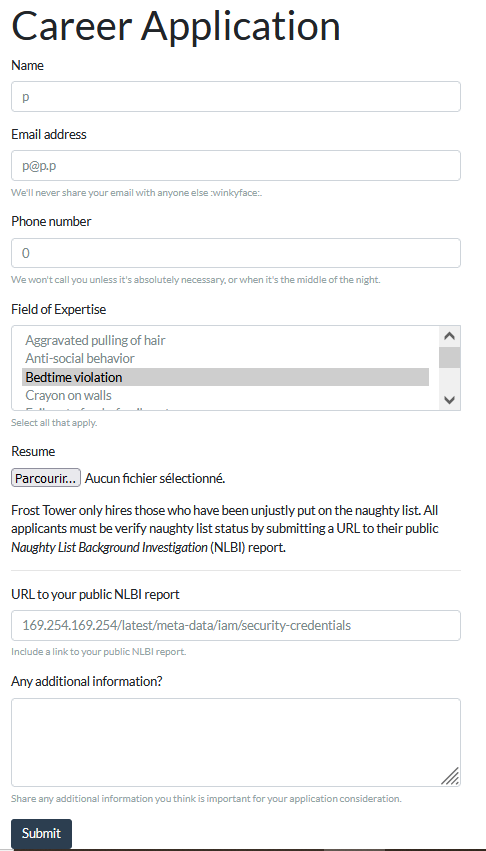 Career Application
Name
p
Email address
p@p.p
We'll never share your email with anyone else :winkyface:.
Phone number
0
We won't call you unless it's absolutely necessary, or when it's the middle of the night.
Field of Expertise
Aggravated pulling of hair
Anti-social behavior
Bedtime violation
Crayon on walls
Select all that apply.
Resume
Parcourir... Aucun fichier sélectionné.
Frost Tower only hires those who have been unjustly put on the naughty list. All
applicants must be verify naughty list status by submitting a URL to their public
Naughty List Background Investigation (NLBI) report.
URL to your public NLBI report
169.254.169.254/latest/meta-data/iam/security-credentials
Include a link to your public NLBI report.
Any additional information?
Share any additional information you think is important for your application consideration.
Submit